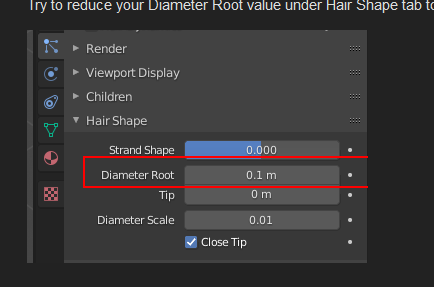 Try to reduce your Diameter Root value under Hair Shape tab to
Render
Viewport Display
Children
Hair Shape
Strand Shape 0.000
Diameter Root 0.1 m
Tip 0 m
Diameter Scale 0.01
Close Tip